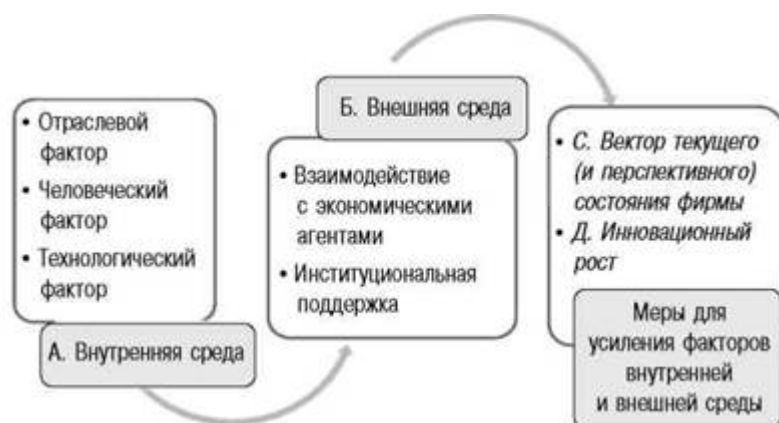 • Отраслевой
фактор
• Человеческий
фактор
• Технологический
фактор
А. Внутренняя среда
Б. Внешняя среда
• Взаимодействие
с экономическими
агентами
• Институциональная
поддержка
• С. Вектор текущего
(и перспективного)
состояния фирмы
• Д. Инновационный
рост
Меры для
усиления факторов
внутренней
и внешней среды